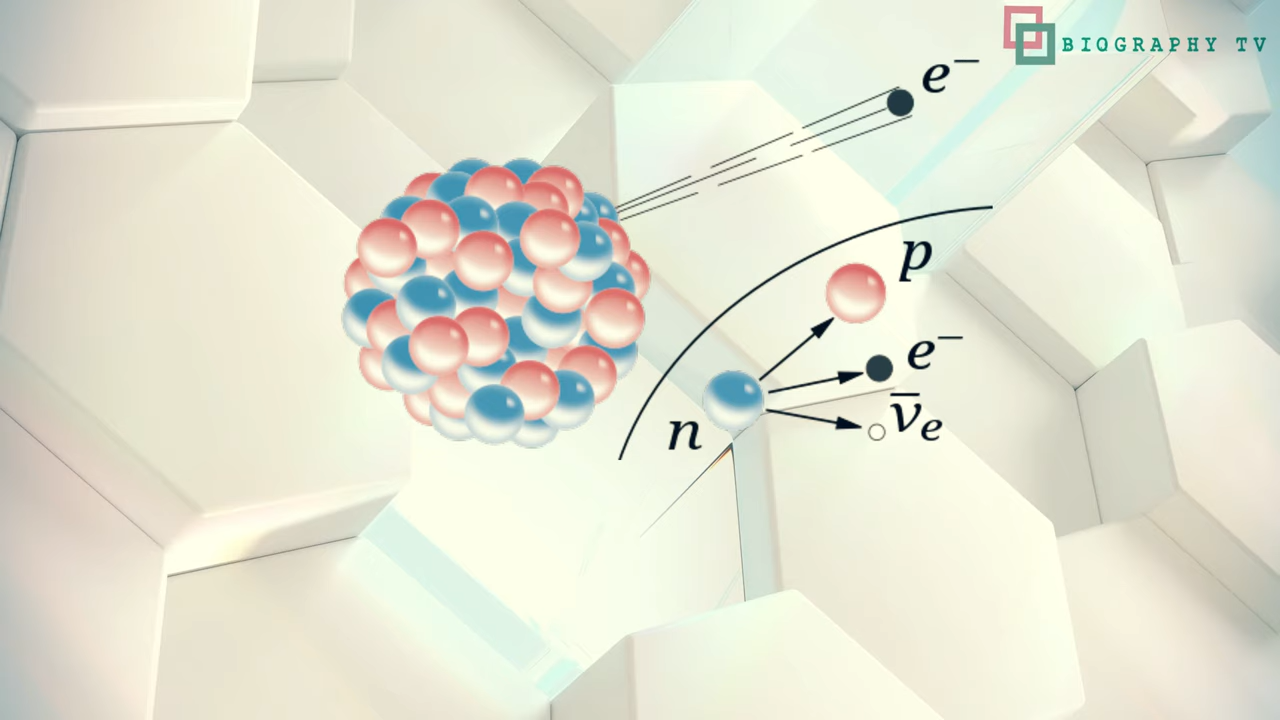 BIOGRAPHY TV
e⁻
p
e⁻
n
ν̅ₑ